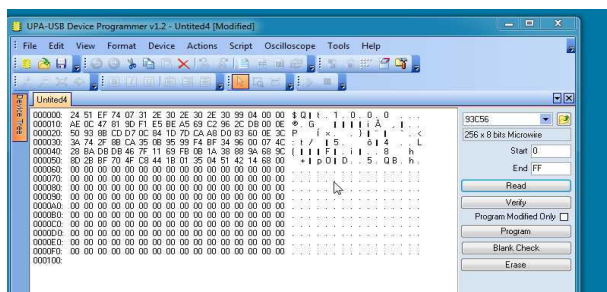 UPA-USB Device Programmer v1.2 - Untited4 [Modified]
File Edit View Format Device Actions Script Oscilloscope Tools Help
Device Tree
Untited4
000000: 24 51 EF 74 07 31 2E 30 2E 30 2E 30 99 04 00 00
000010: AE 0C 47 81 9D F1 E5 BE A5 69 C2 96 2C DB 00 0E
000020: 50 93 8B CD D7 0C 84 1D 7D CA A8 D0 83 60 0E 3C
000030: 3A 74 2F 8B CA 35 0B 95 99 F4 BF 34 96 00 07 4C
000040: 28 BA DB DB 46 7F 11 69 FB 0B 1A 38 88 9A 68 9C
000050: 8D 2B BF 70 4F C8 44 1B 01 35 04 51 42 14 68 00
000060: 00 00 00 00 00 00 00 00 00 00 00 00 00 00 00 00
000070: 00 00 00 00 00 00 00 00 00 00 00 00 00 00 00 00
000080: 00 00 00 00 00 00 00 00 00 00 00 00 00 00 00 00
000090: 00 00 00 00 00 00 00 00 00 00 00 00 00 00 00 00
0000A0: 00 00 00 00 00 00 00 00 00 00 00 00 00 00 00 00
0000B0: 00 00 00 00 00 00 00 00 00 00 00 00 00 00 00 00
0000C0: 00 00 00 00 00 00 00 00 00 00 00 00 00 00 00 00
0000D0: 00 00 00 00 00 00 00 00 00 00 00 00 00 00 00 00
0000E0: 00 00 00 00 00 00 00 00 00 00 00 00 00 00 00 00
0000F0: 00 00 00 00 00 00 00 00 00 00 00 00 00 00 00 00
000100:
93C56
256 x 8 bits Microwire
Start 0
End FF
Read
Verify
Program Modified Only
Program
Blank Check
Erase